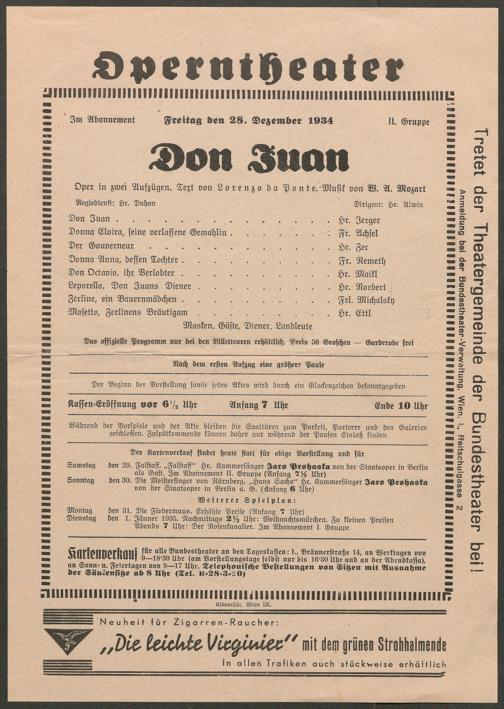 Operntheater
Im Abonnement Freitag den 28. Dezember 1934 II. Gruppe
Don Juan
Oper in zwei Aufzügen. Text von Lorenzo da Ponte. Musik von W. A. Mozart
Regiedienst: Hr. Duhan Dirigent: Hr. Alwin
Don Juan . . . . . . . . . . Hr. Jerger
Donna Elvira, seine verlassene Gemahlin . . . . . Fr. Achsel
Der Gouverneur . . . . . . . . . . Hr. Zec
Donna Anna, dessen Tochter . . . . . . . . Fr. Nemeth
Don Octavio, ihr Verlobter . . . . . . . . Hr. Maikl
Leporello, Don Juans Diener . . . . . . . . Hr. Norbert
Zerline, ein Bauernmädchen . . . . . . . . Frl. Michalsky
Masetto, Zerlinens Bräutigam . . . . . . . . Hr. Ettl
Masken, Gäste, Diener, Landleute
Das offizielle Programm nur bei den Billetteuren erhältlich. Preis 50 Groschen — Garderobe frei
Nach dem ersten Aufzug eine größere Pause
Der Beginn der Vorstellung sowie jedes Aktes wird durch ein Glockenzeichen bekanntgegeben
Kassen-Eröffnung vor 6½ Uhr Anfang 7 Uhr Ende 10 Uhr
Während der Vorspiele und der Akte bleiben die Saaltüren zum Parkett, Parterre und den Galerien
geschlossen. Zuspätkommende können daher nur während der Pausen Einlaß finden
Der Kartenverkauf findet heute statt für obige Vorstellung und für
Samstag den 29. Falstaff. „Falstaff“ Hr. Kammersänger Jaro Prohaska von der Staatsoper in Berlin
als Gast. Im Abonnement II. Gruppe (Anfang 7½ Uhr)
Sonntag den 30. Die Meistersinger von Nürnberg. „Hans Sachs“ Hr. Kammersänger Jaro Prohaska
von der Staatsoper in Berlin a. G. (Anfang 6 Uhr)
Weiterer Spielplan:
Montag den 31. Die Fledermaus. Erhöhte Preise (Anfang 7 Uhr)
Dienstag den 1. Jänner 1935. Nachmittags 2½ Uhr: Weihnachtsmärchen. Zu kleinen Preisen
Abends 7 Uhr: Der Rosenkavalier. Im Abonnement I. Gruppe
Kartenverkauf für alle Bundestheater an den Tageskassen: I., Bräunerstraße 14, an Werktagen von
9—18·30 Uhr (am Vorstellungstage selbst nur bis 16·30 Uhr und an der Abendkassa),
an Sonn- u. Feiertagen von 9—17 Uhr. Telephonische Bestellungen von Sitzen mit Ausnahme
der Säulensitze ab 8 Uhr (Tel. R-28-3-20)
Elbemühl, Wien IX.
Tretet der Theatergemeinde der Bundestheater bei!
Anmeldung bei der Bundestheater-Verwaltung, Wien, I., Reitschulgasse 2
Neuheit für Zigarren-Raucher:
„Die leichte Virginier“ mit dem grünen Strohhalmende
In allen Trafiken auch stückweise erhältlich